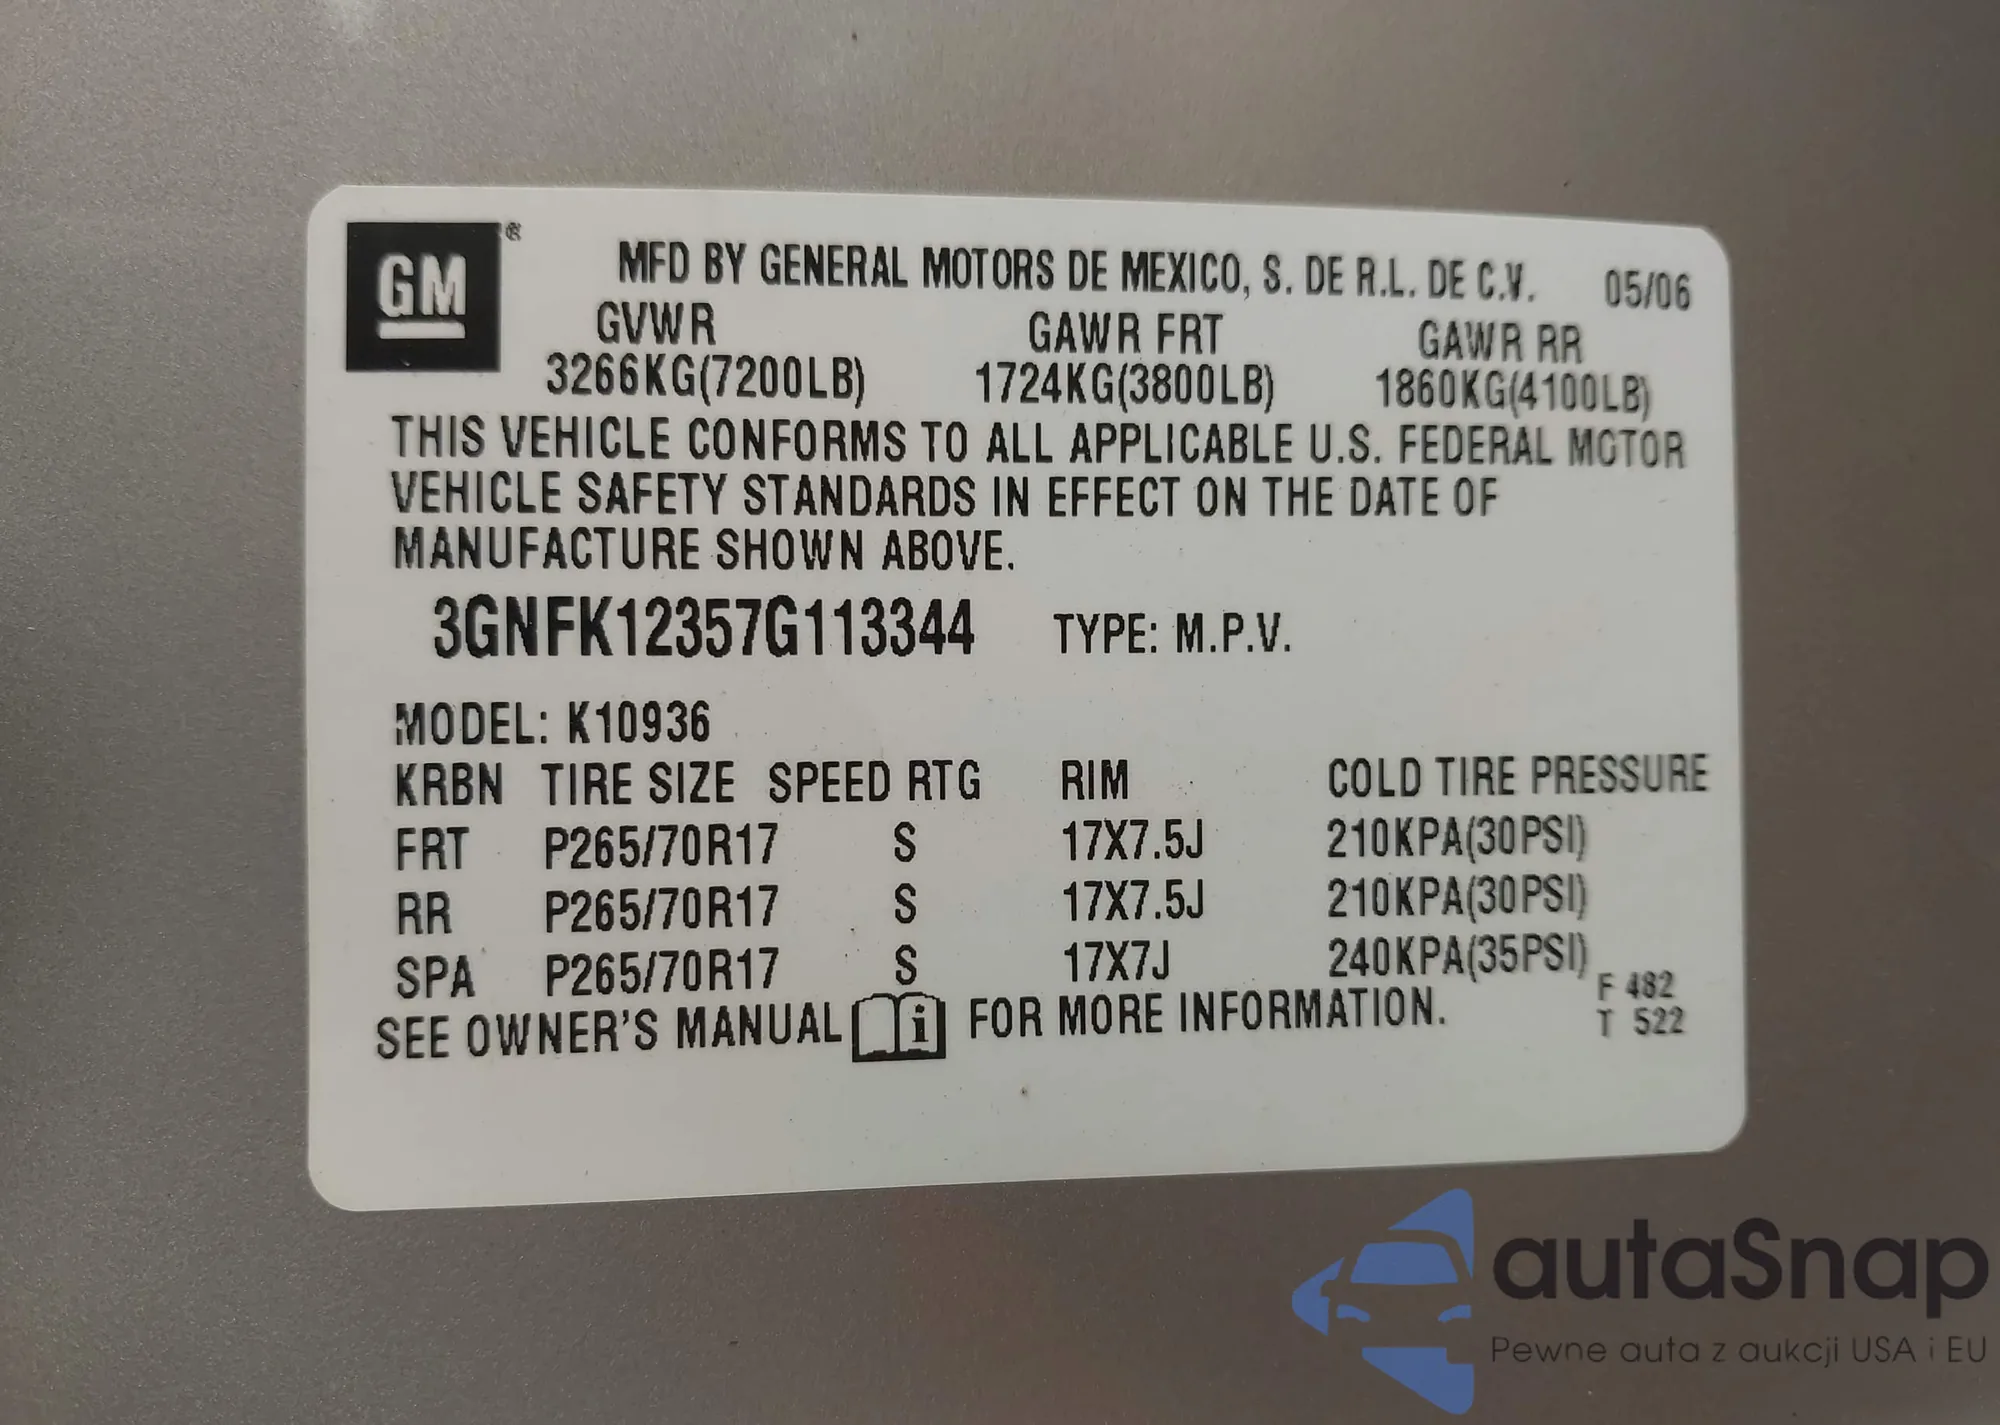 GM®
MFD BY GENERAL MOTORS DE MEXICO, S. DE R.L. DE C.V. 05/06
GVWR GAWR FRT GAWR RR
3266KG(7200LB) 1724KG(3800LB) 1860KG(4100LB)
THIS VEHICLE CONFORMS TO ALL APPLICABLE U.S. FEDERAL MOTOR
VEHICLE SAFETY STANDARDS IN EFFECT ON THE DATE OF
MANUFACTURE SHOWN ABOVE.
3GNFK12357G113344 TYPE: M.P.V.
MODEL: K10936
KRBN TIRE SIZE SPEED RTG RIM COLD TIRE PRESSURE
FRT P265/70R17 S 17X7.5J 210KPA(30PSI)
RR P265/70R17 S 17X7.5J 210KPA(30PSI)
SPA P265/70R17 S 17X7J 240KPA(35PSI)
F 482
T 522
SEE OWNER'S MANUAL i FOR MORE INFORMATION.
autaSnap
Pewne auta z aukcji USA i EU